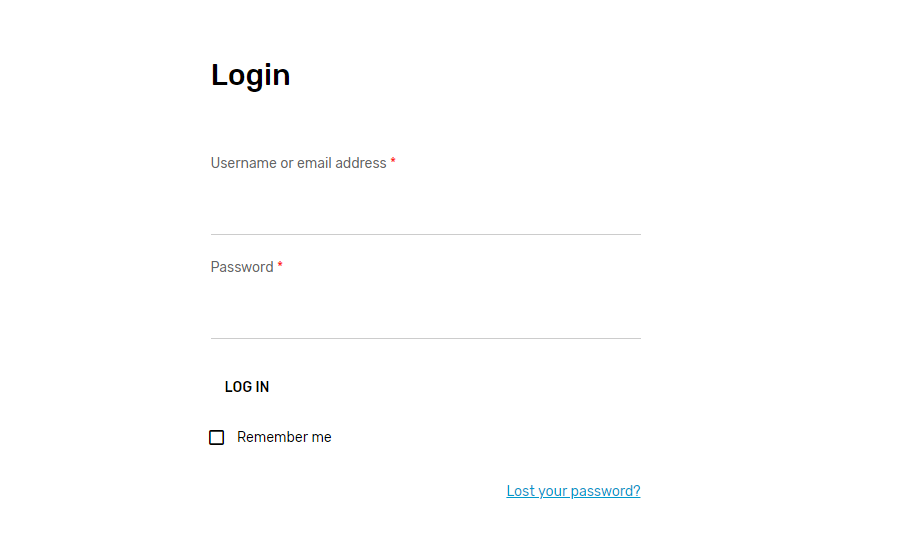 Login
Username or email address *
Password *
LOG IN
Remember me
Lost your password?